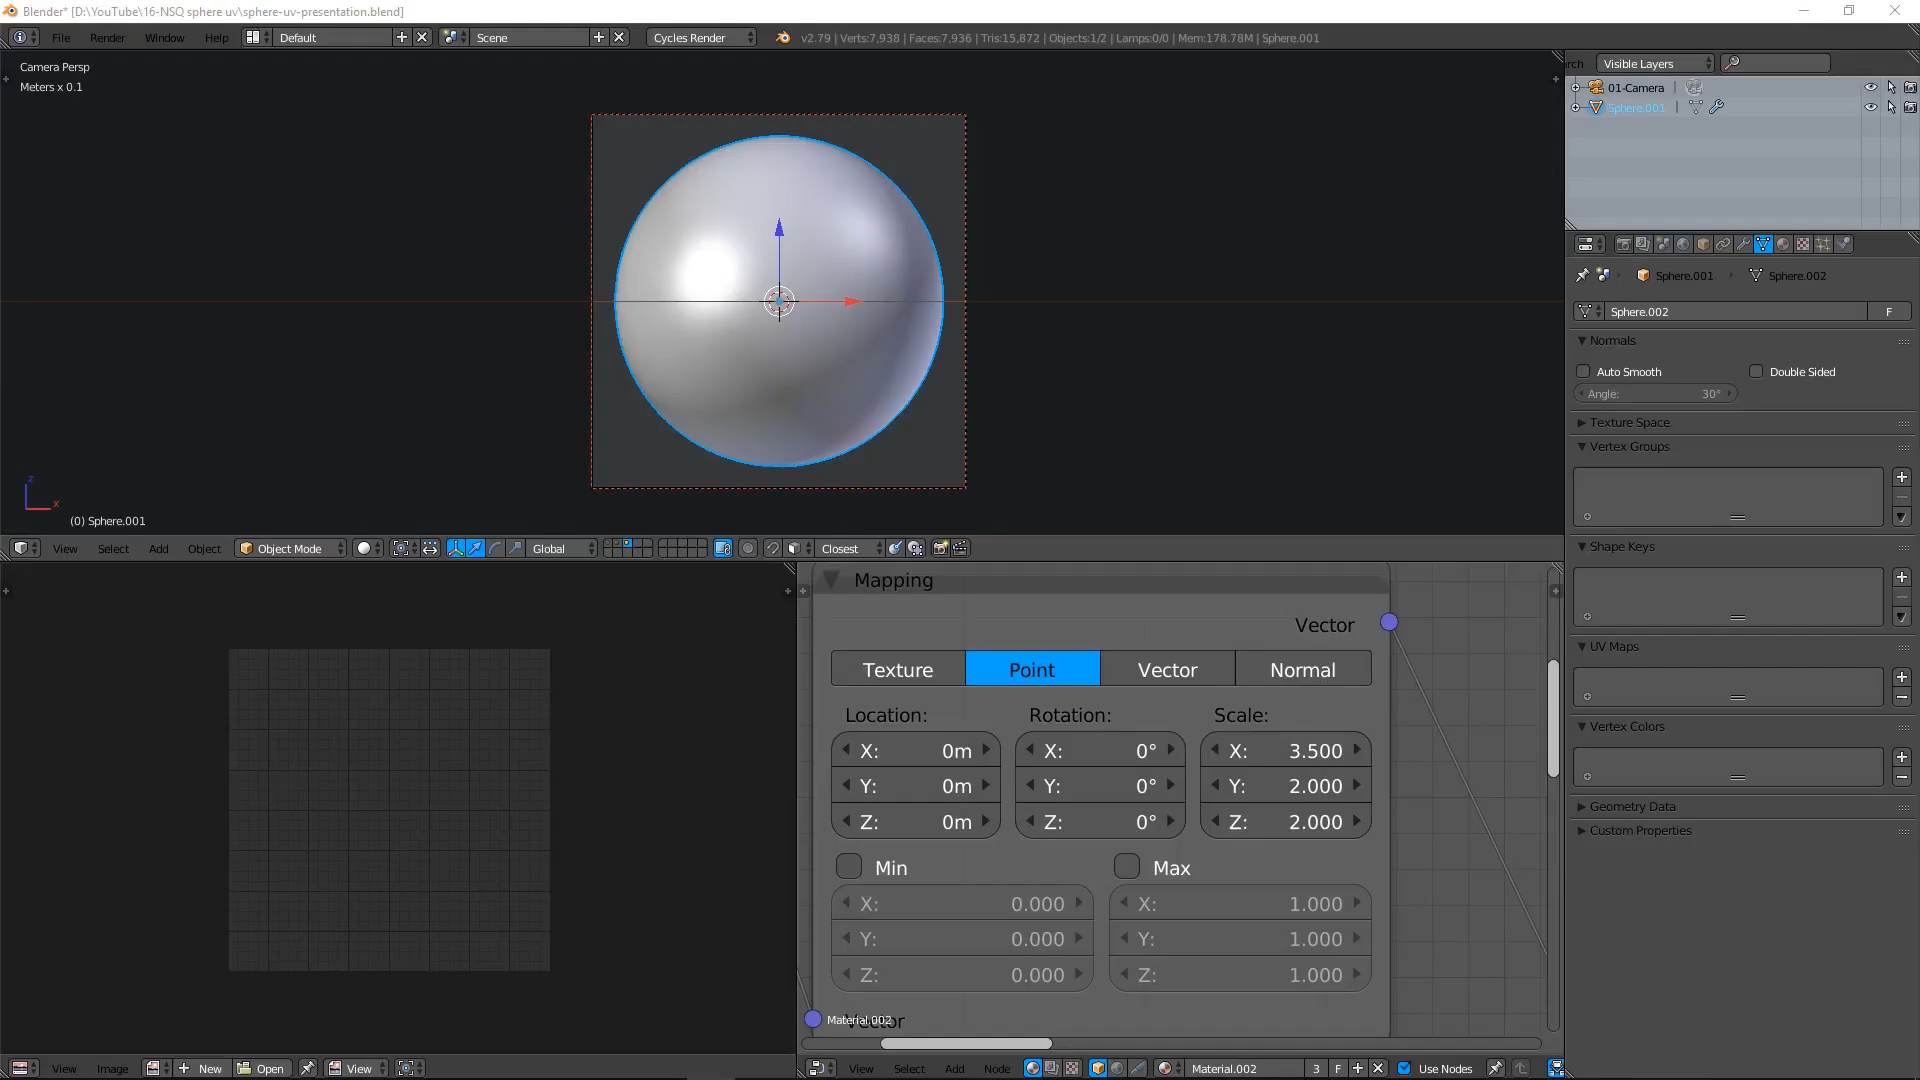 Blender* [D:\YouTube\16-NSQ sphere uv\sphere-uv-presentation.blend]
File Render Window Help Default Scene Cycles Render v2.79 | Verts:7,938 | Faces:7,936 | Tris:15,872 | Objects:1/2 | Lamps:0/0 | Mem:178.78M | Sphere.001
Camera Persp
Meters x 0.1
z
x
(0) Sphere.001
View Select Add Object Object Mode Global Closest
rch Visible Layers
01-Camera
Sphere.001
Sphere.001 Sphere.002
Sphere.002 F
Normals
Auto Smooth Double Sided
Angle: 30°
Texture Space
Vertex Groups
Shape Keys
UV Maps
Vertex Colors
Geometry Data
Custom Properties
Mapping
Vector
Texture Point Vector Normal
Location: Rotation: Scale:
X: 0m X: 0° X: 3.500
Y: 0m Y: 0° Y: 2.000
Z: 0m Z: 0° Z: 2.000
Min Max
X: 0.000 X: 1.000
Y: 0.000 Y: 1.000
Z: 0.000 Z: 1.000
Vector
Material.002
View Image New Open View
View Select Add Node Material.002 3 F Use Nodes